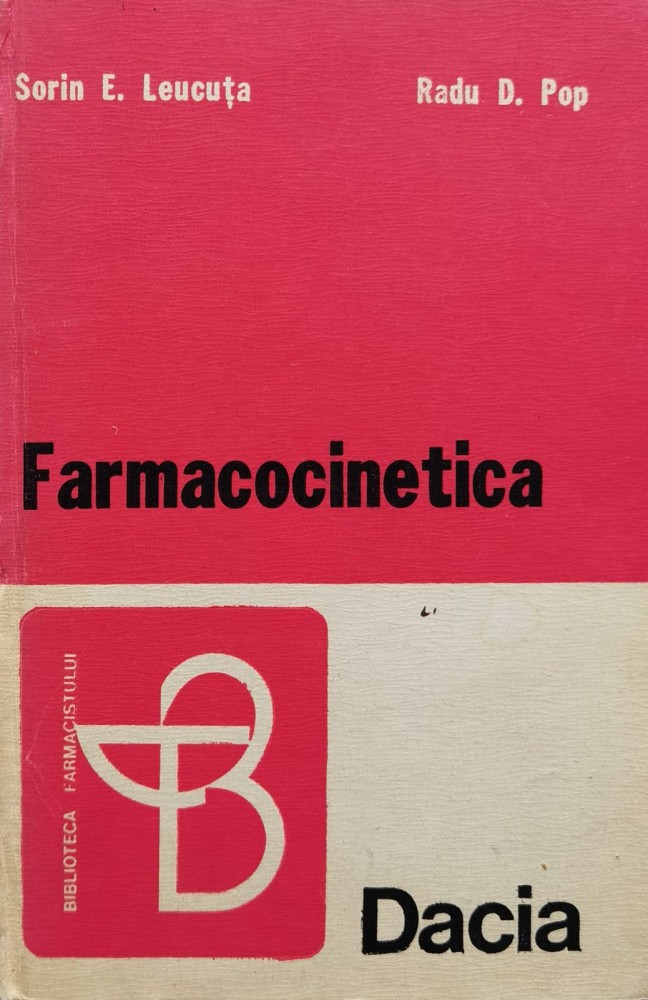 Sorin E. Leucuța
Radu D. Pop
Farmacocinetica
BIBLIOTECA FARMACISTULUI
Dacia